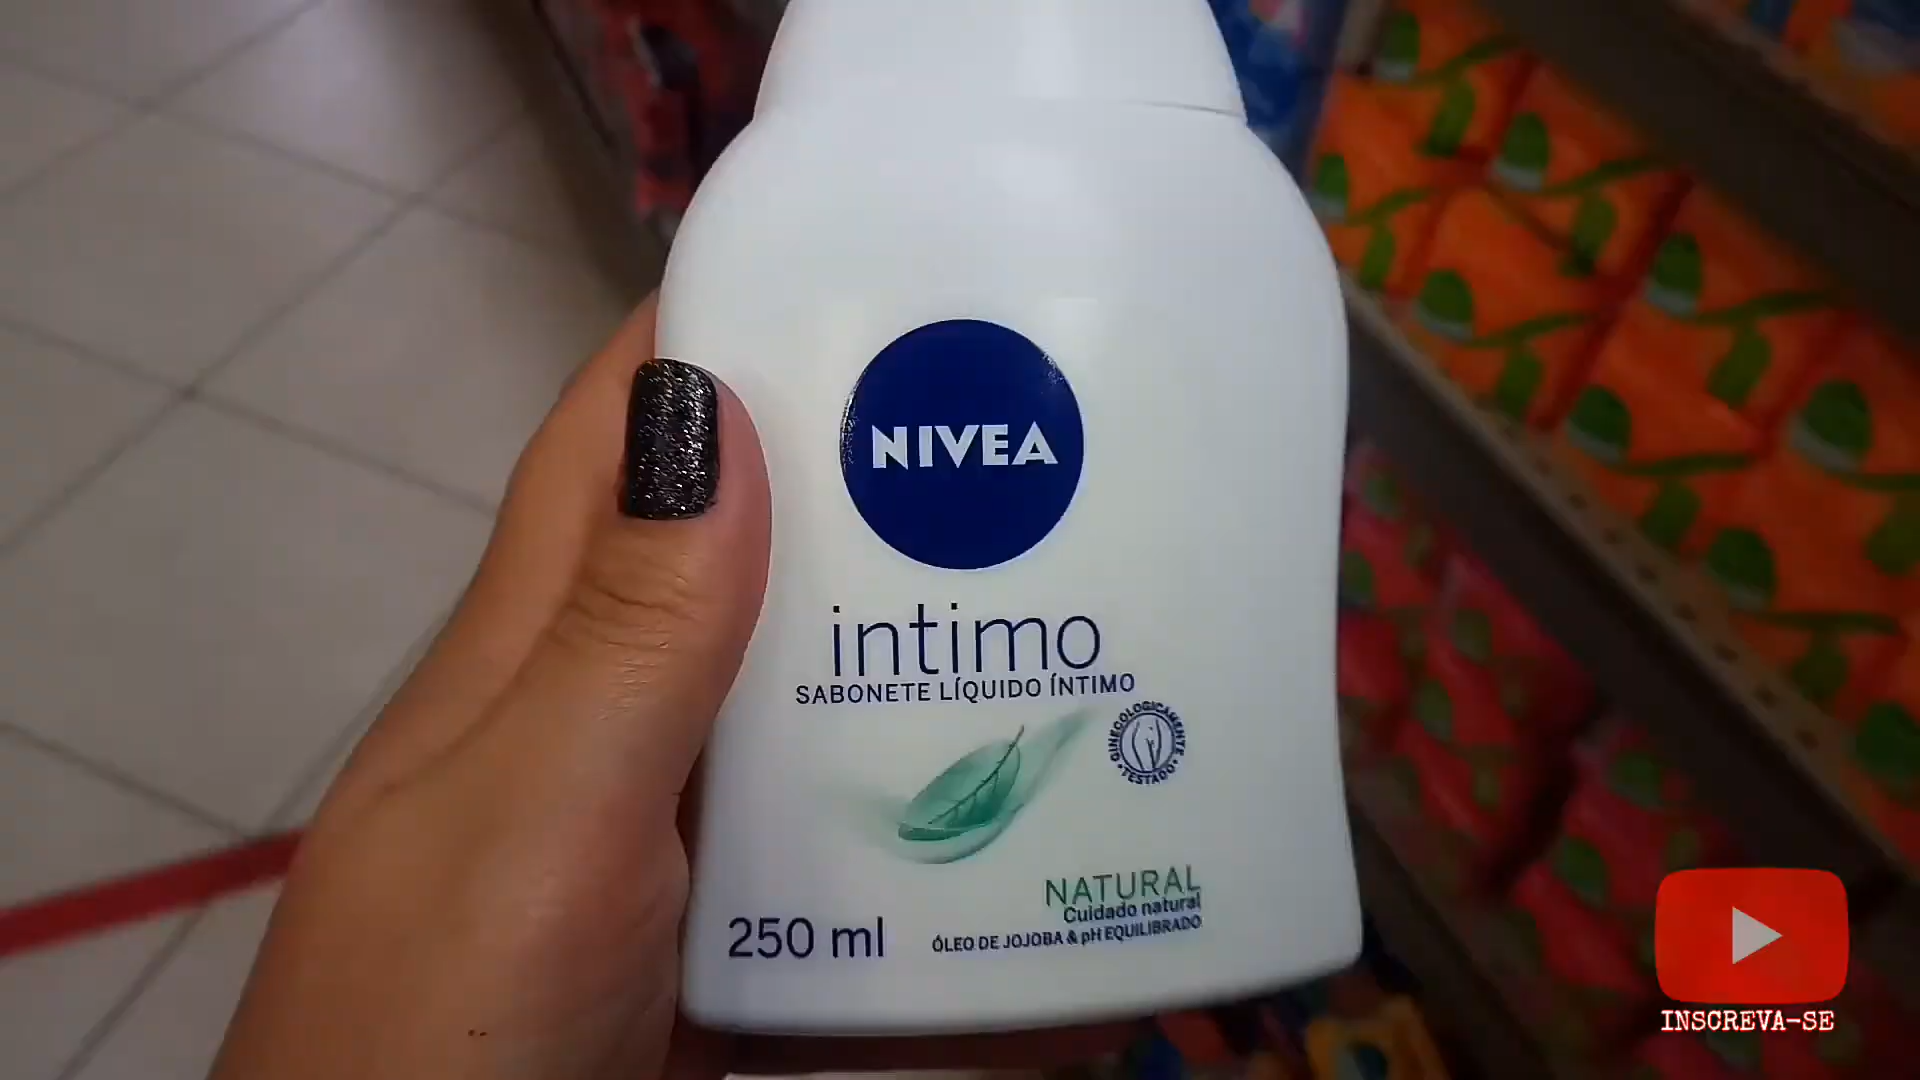 NIVEA
intimo
SABONETE LÍQUIDO ÍNTIMO
GINECOLOGICAMENTE
• TESTADO •
NATURAL
Cuidado natural
250 ml
ÓLEO DE JOJOBA & pH EQUILIBRADO
INSCREVA-SE